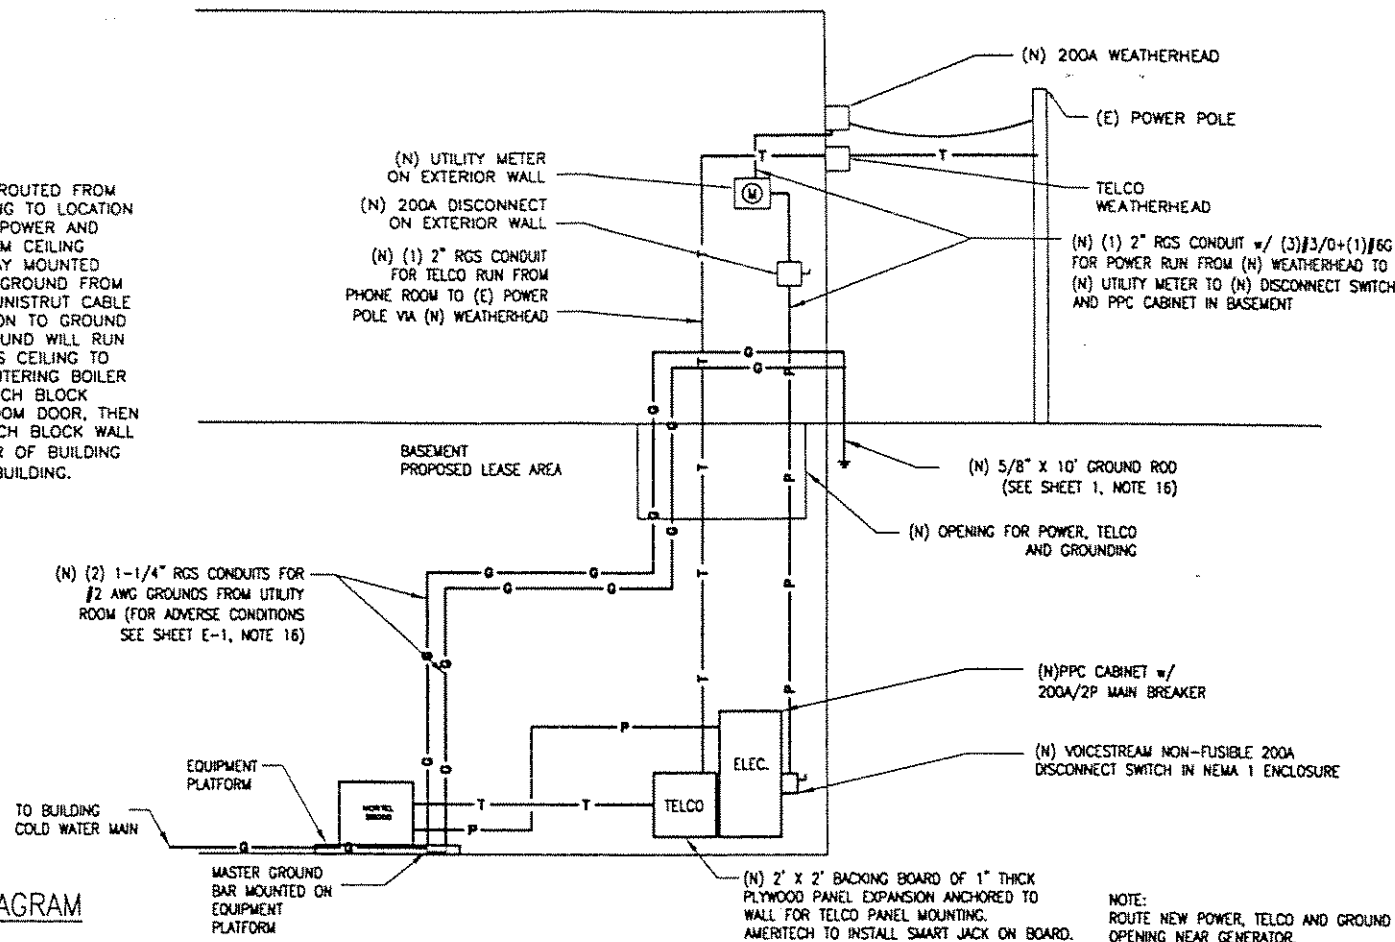 (N) 200A WEATHERHEAD
(E) POWER POLE
TELCO
WEATHERHEAD
(N) (1) 2" RGS CONDUIT w/ (3)#3/0+(1)#6G
FOR POWER RUN FROM (N) WEATHERHEAD TO
(N) UTILITY METER TO (N) DISCONNECT SWITCH
AND PPC CABINET IN BASEMENT
(N) UTILITY METER
ON EXTERIOR WALL
(N) 200A DISCONNECT
ON EXTERIOR WALL
(N) (1) 2" RGS CONDUIT
FOR TELCO RUN FROM
PHONE ROOM TO (E) POWER
POLE VIA (N) WEATHERHEAD
T
T
M
ROUTED FROM
NG TO LOCATION
POWER AND
M CEILING
AY MOUNTED
GROUND FROM
UNISTRUT CABLE
ON TO GROUND
UND WILL RUN
S CEILING TO
NTERING BOILER
CH BLOCK
OOM DOOR, THEN
CH BLOCK WALL
R OF BUILDING
BUILDING.
G
G
T
P
G
G
BASEMENT
PROPOSED LEASE AREA
T
P
G
G
(N) 5/8" X 10' GROUND ROD
(SEE SHEET 1, NOTE 16)
(N) OPENING FOR POWER, TELCO
AND GROUNDING
(N) (2) 1-1/4" RGS CONDUITS FOR
#2 AWG GROUNDS FROM UTILITY
ROOM (FOR ADVERSE CONDITIONS
SEE SHEET E-1, NOTE 16)
G
G
G
G
T
P
G
G
T
P
(N)PPC CABINET w/
200A/2P MAIN BREAKER
P
ELEC.
(N) VOICESTREAM NON-FUSIBLE 200A
DISCONNECT SWITCH IN NEMA 1 ENCLOSURE
G
G
EQUIPMENT
PLATFORM
TO BUILDING
COLD WATER MAIN
T
T
TELCO
P
G
G
MASTER GROUND
BAR MOUNTED ON
EQUIPMENT
PLATFORM
(N) 2' X 2' BACKING BOARD OF 1" THICK
PLYWOOD PANEL EXPANSION ANCHORED TO
WALL FOR TELCO PANEL MOUNTING.
AMERITECH TO INSTALL SMART JACK ON BOARD.
NOTE:
ROUTE NEW POWER, TELCO AND GROUND
OPENING NEAR GENERATOR
AGRAM